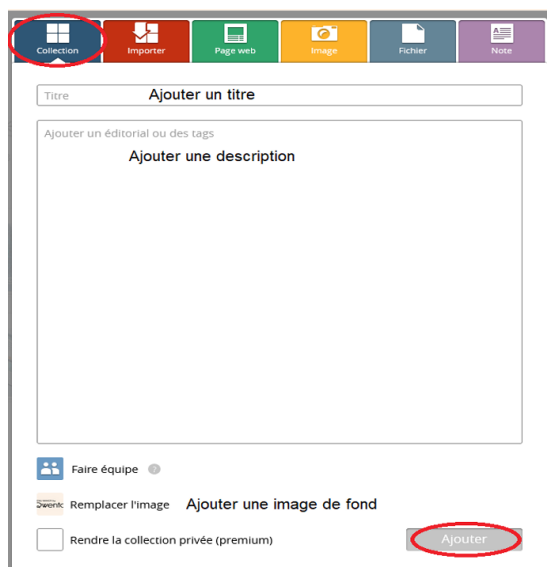 Collection Importer Page web Image Fichier Note
Titre Ajouter un titre
Ajouter un éditorial ou des tags
Ajouter une description
Faire équipe ?
Remplacer l'image Ajouter une image de fond
Rendre la collection privée (premium) Ajouter